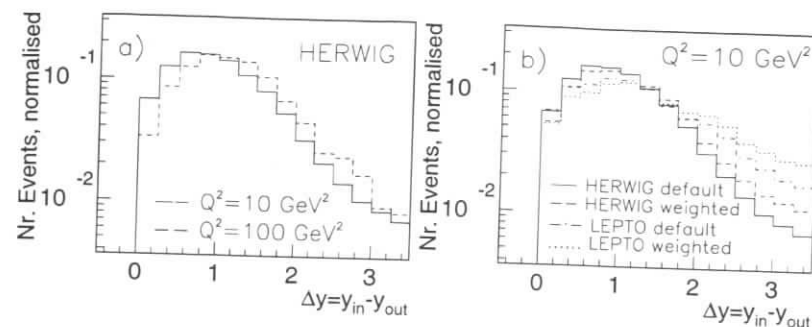 a) HERWIG
Nr. Events, normalised
10⁻¹
10⁻²
— Q²=10 GeV²
-- Q²=100 GeV²
0 1 2 3
Δy=y_in-y_out
b) Q²=10 GeV²
Nr. Events, normalised
10⁻¹
10⁻²
— HERWIG default
-- HERWIG weighted
-·- LEPTO default
····· LEPTO weighted
0 1 2 3
Δy=y_in-y_out